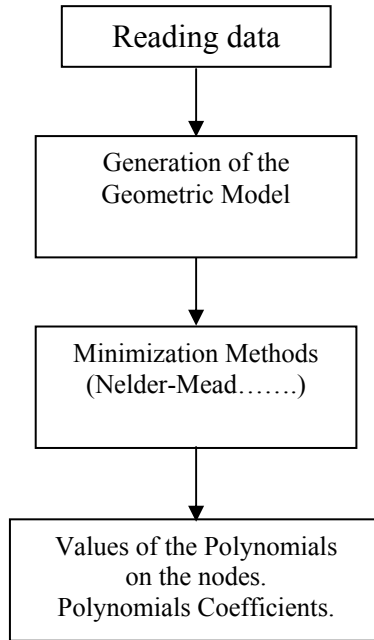 Reading data
Generation of the
Geometric Model
Minimization Methods
(Nelder-Mead…….)
Values of the Polynomials
on the nodes.
Polynomials Coefficients.